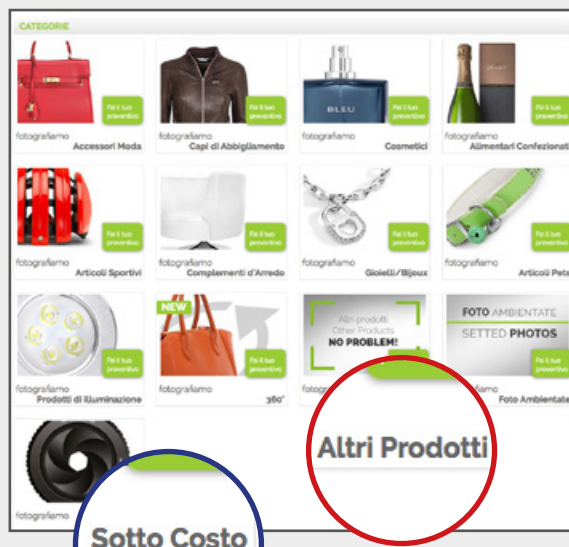 CATEGORIE
Fai il tuo
preventivo
fotografiamo
Accessori Moda
Fai il tuo
preventivo
fotografiamo
Capi di Abbigliamento
BLEU
Fai il tuo
preventivo
fotografiamo
Cosmetici
Fai il tuo
preventivo
fotografiamo
Alimentari Confezionati
Fai il tuo
preventivo
fotografiamo
Articoli Sportivi
Fai il tuo
preventivo
fotografiamo
Complementi d'Arredo
Fai il tuo
preventivo
fotografiamo
Gioielli/Bijoux
Fai il tuo
preventivo
fotografiamo
Articoli Pets
Fai il tuo
preventivo
fotografiamo
Prodotti di Illuminazione
NEW
Fai il tuo
preventivo
fotografiamo
360°
Altri prodotti
Other Products
NO PROBLEM!
Altri Prodotti
FOTO AMBIENTATE
SETTED PHOTOS
Fai il tuo
preventivo
Foto Ambientate
fotografiamo
Sotto Costo